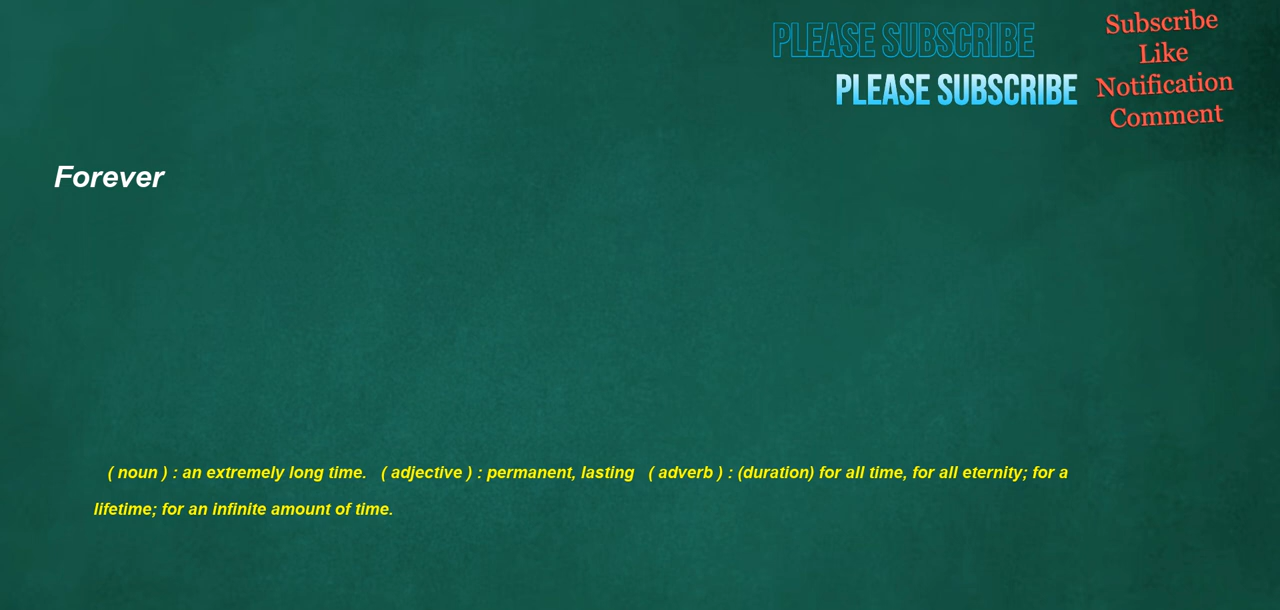 PLEASE SUBSCRIBE
PLEASE SUBSCRIBE
Subscribe
Like
Notification
Comment
Forever
( noun ) : an extremely long time. ( adjective ) : permanent, lasting ( adverb ) : (duration) for all time, for all eternity; for a
lifetime; for an infinite amount of time.